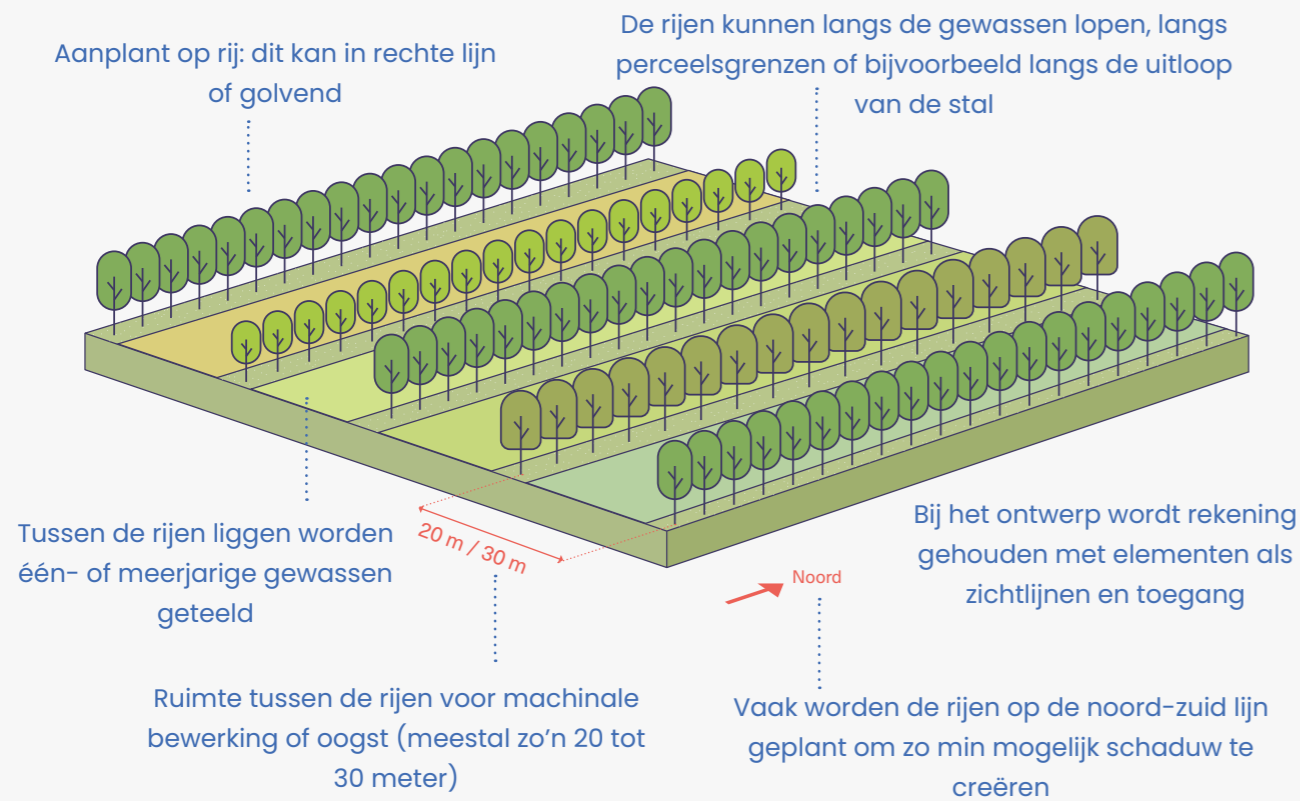 Aanplant op rij: dit kan in rechte lijn
of golvend
De rijen kunnen langs de gewassen lopen, langs
perceelsgrenzen of bijvoorbeeld langs de uitloop
van de stal
Tussen de rijen liggen worden
één- of meerjarige gewassen
geteeld
20 m / 30 m
Noord
Bij het ontwerp wordt rekening
gehouden met elementen als
zichtlijnen en toegang
Ruimte tussen de rijen voor machinale
bewerking of oogst (meestal zo’n 20 tot
30 meter)
Vaak worden de rijen op de noord-zuid lijn
geplant om zo min mogelijk schaduw te
creëren